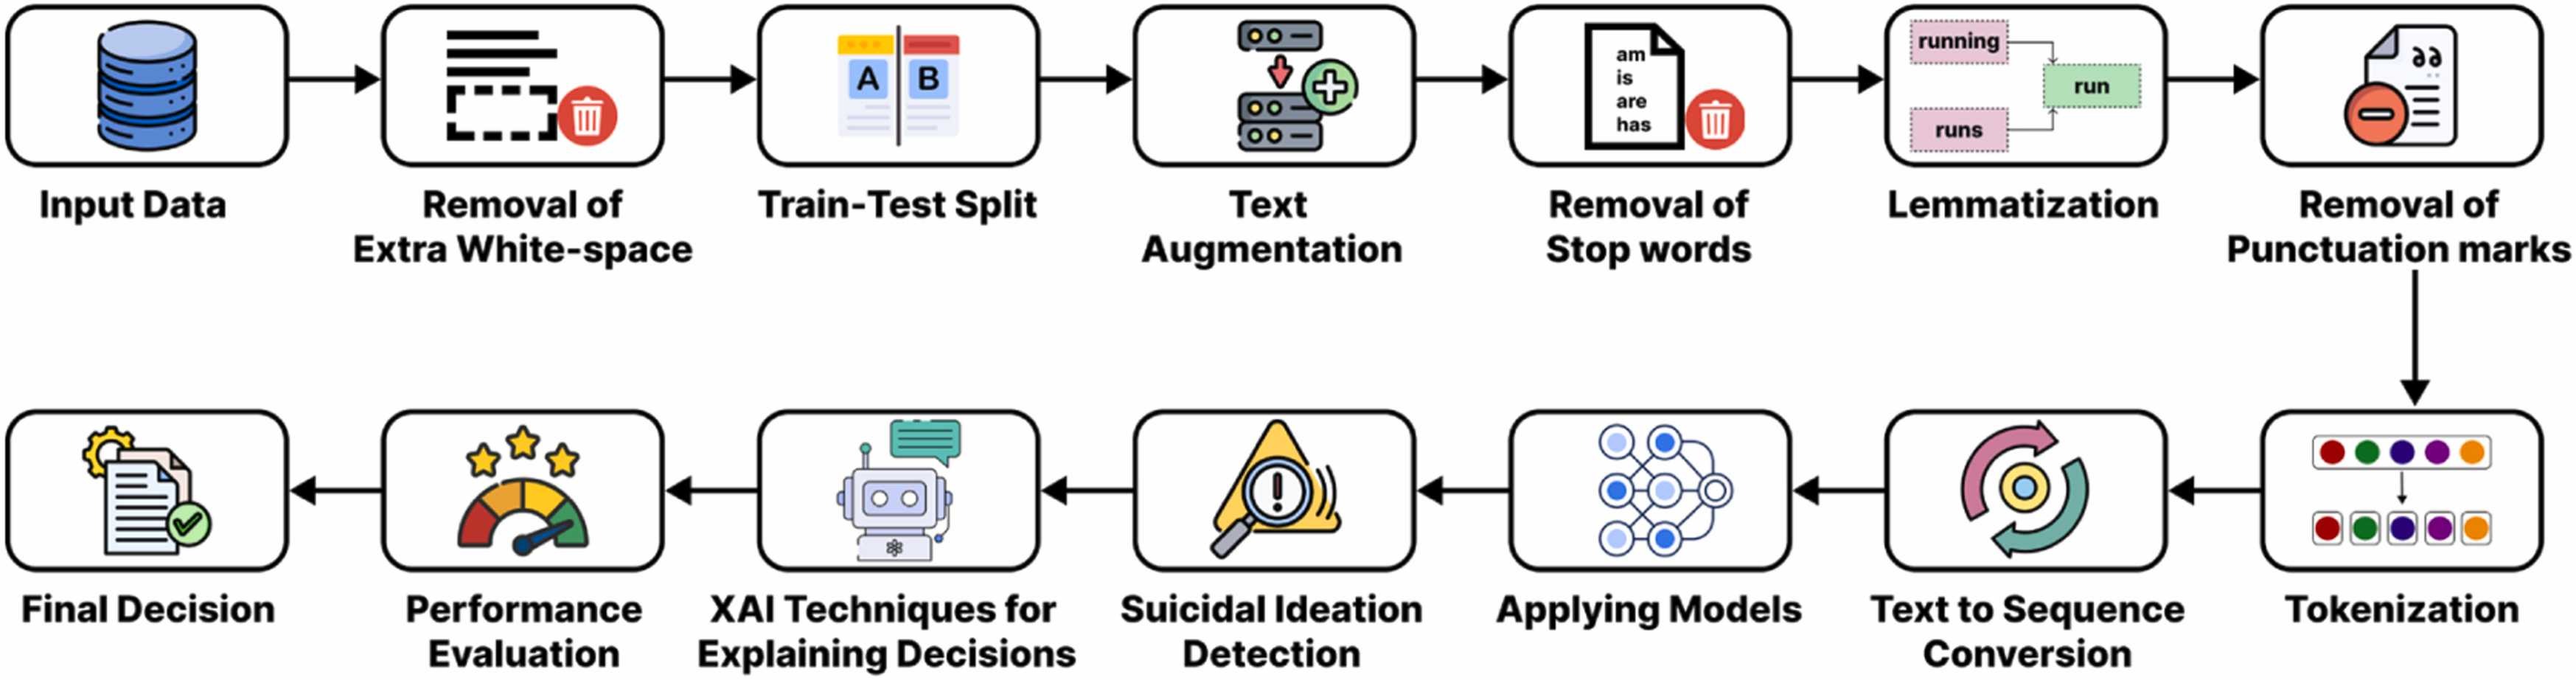 A B
am
is
are
has
running
run
runs
Input Data
Removal of
Extra White-space
Train-Test Split
Text
Augmentation
Removal of
Stop words
Lemmatization
Removal of
Punctuation marks
Tokenization
Text to Sequence
Conversion
Applying Models
Suicidal Ideation
Detection
XAI Techniques for
Explaining Decisions
Performance
Evaluation
Final Decision